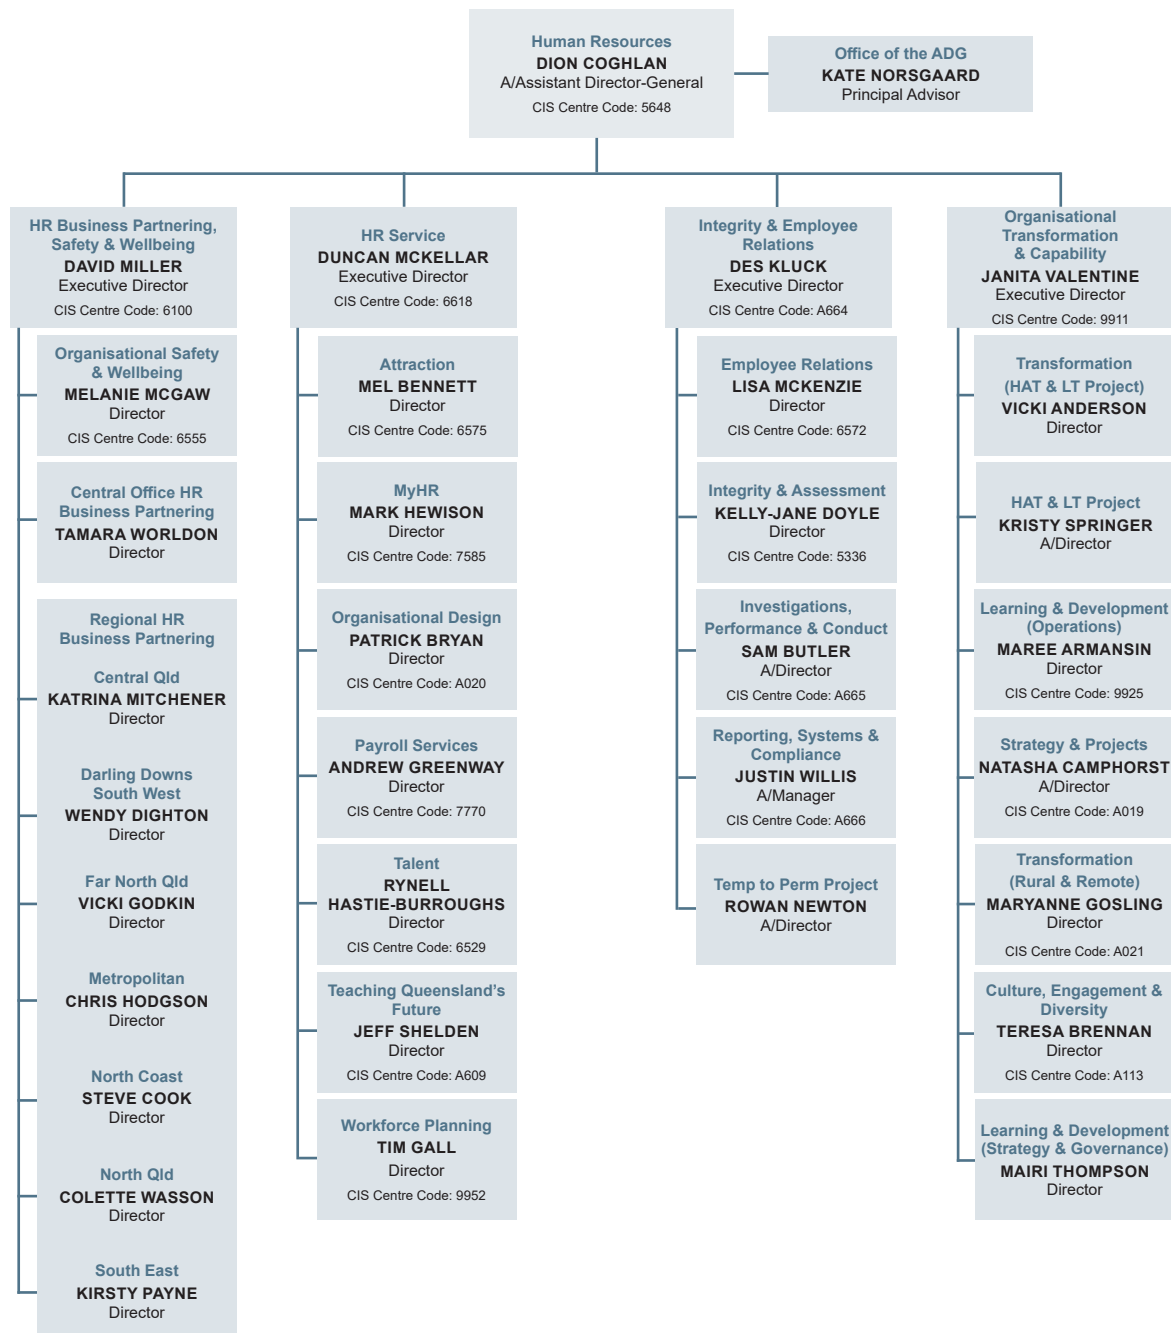 Human Resources
DION COGHLAN
A/Assistant Director-General
CIS Centre Code: 5648
Office of the ADG
KATE NORSGAARD
Principal Advisor
HR Business Partnering,
Safety & Wellbeing
DAVID MILLER
Executive Director
CIS Centre Code: 6100
Organisational Safety
& Wellbeing
MELANIE MCGAW
Director
CIS Centre Code: 6555
Central Office HR
Business Partnering
TAMARA WORLDON
Director
Regional HR
Business Partnering
Central Qld
KATRINA MITCHENER
Director
Darling Downs
South West
WENDY DIGHTON
Director
Far North Qld
VICKI GODKIN
Director
Metropolitan
CHRIS HODGSON
Director
North Coast
STEVE COOK
Director
North Qld
COLETTE WASSON
Director
South East
KIRSTY PAYNE
Director
HR Service
DUNCAN MCKELLAR
Executive Director
CIS Centre Code: 6618
Attraction
MEL BENNETT
Director
CIS Centre Code: 6575
MyHR
MARK HEWISON
Director
CIS Centre Code: 7585
Organisational Design
PATRICK BRYAN
Director
CIS Centre Code: A020
Payroll Services
ANDREW GREENWAY
Director
CIS Centre Code: 7770
Talent
RYNELL
HASTIE-BURROUGHS
Director
CIS Centre Code: 6529
Teaching Queensland's
Future
JEFF SHELDEN
Director
CIS Centre Code: A609
Workforce Planning
TIM GALL
Director
CIS Centre Code: 9952
Integrity & Employee
Relations
DES KLUCK
Executive Director
CIS Centre Code: A664
Employee Relations
LISA MCKENZIE
Director
CIS Centre Code: 6572
Integrity & Assessment
KELLY-JANE DOYLE
Director
CIS Centre Code: 5336
Investigations,
Performance & Conduct
SAM BUTLER
A/Director
CIS Centre Code: A665
Reporting, Systems &
Compliance
JUSTIN WILLIS
A/Manager
CIS Centre Code: A666
Temp to Perm Project
ROWAN NEWTON
A/Director
Organisational
Transformation
& Capability
JANITA VALENTINE
Executive Director
CIS Centre Code: 9911
Transformation
(HAT & LT Project)
VICKI ANDERSON
Director
HAT & LT Project
KRISTY SPRINGER
A/Director
Learning & Development
(Operations)
MAREE ARMANSIN
Director
CIS Centre Code: 9925
Strategy & Projects
NATASHA CAMPHORST
A/Director
CIS Centre Code: A019
Transformation
(Rural & Remote)
MARYANNE GOSLING
Director
CIS Centre Code: A021
Culture, Engagement &
Diversity
TERESA BRENNAN
Director
CIS Centre Code: A113
Learning & Development
(Strategy & Governance)
MAIRI THOMPSON
Director